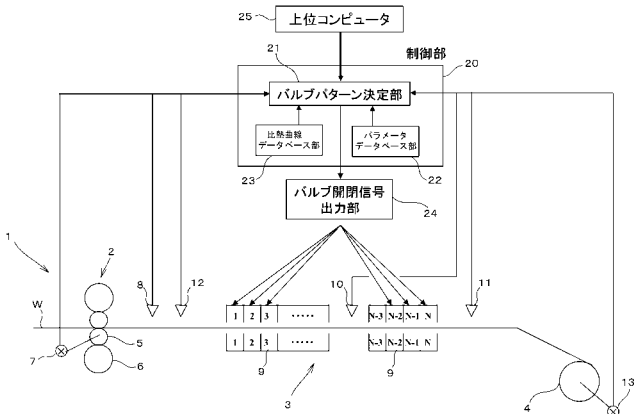 25
上位コンピュータ
制御部
21
20
バルブパターン決定部
比熱曲線
データベース部
パラメータ
データベース部
23
22
バルブ開閉信号
出力部
24
1
2
8
12
10
11
W
1 2 3 ・・・・・ N-3 N-2 N-1 N
1 2 3 ・・・・・ N-3 N-2 N-1 N
5
7
6
9
9
3
4
13